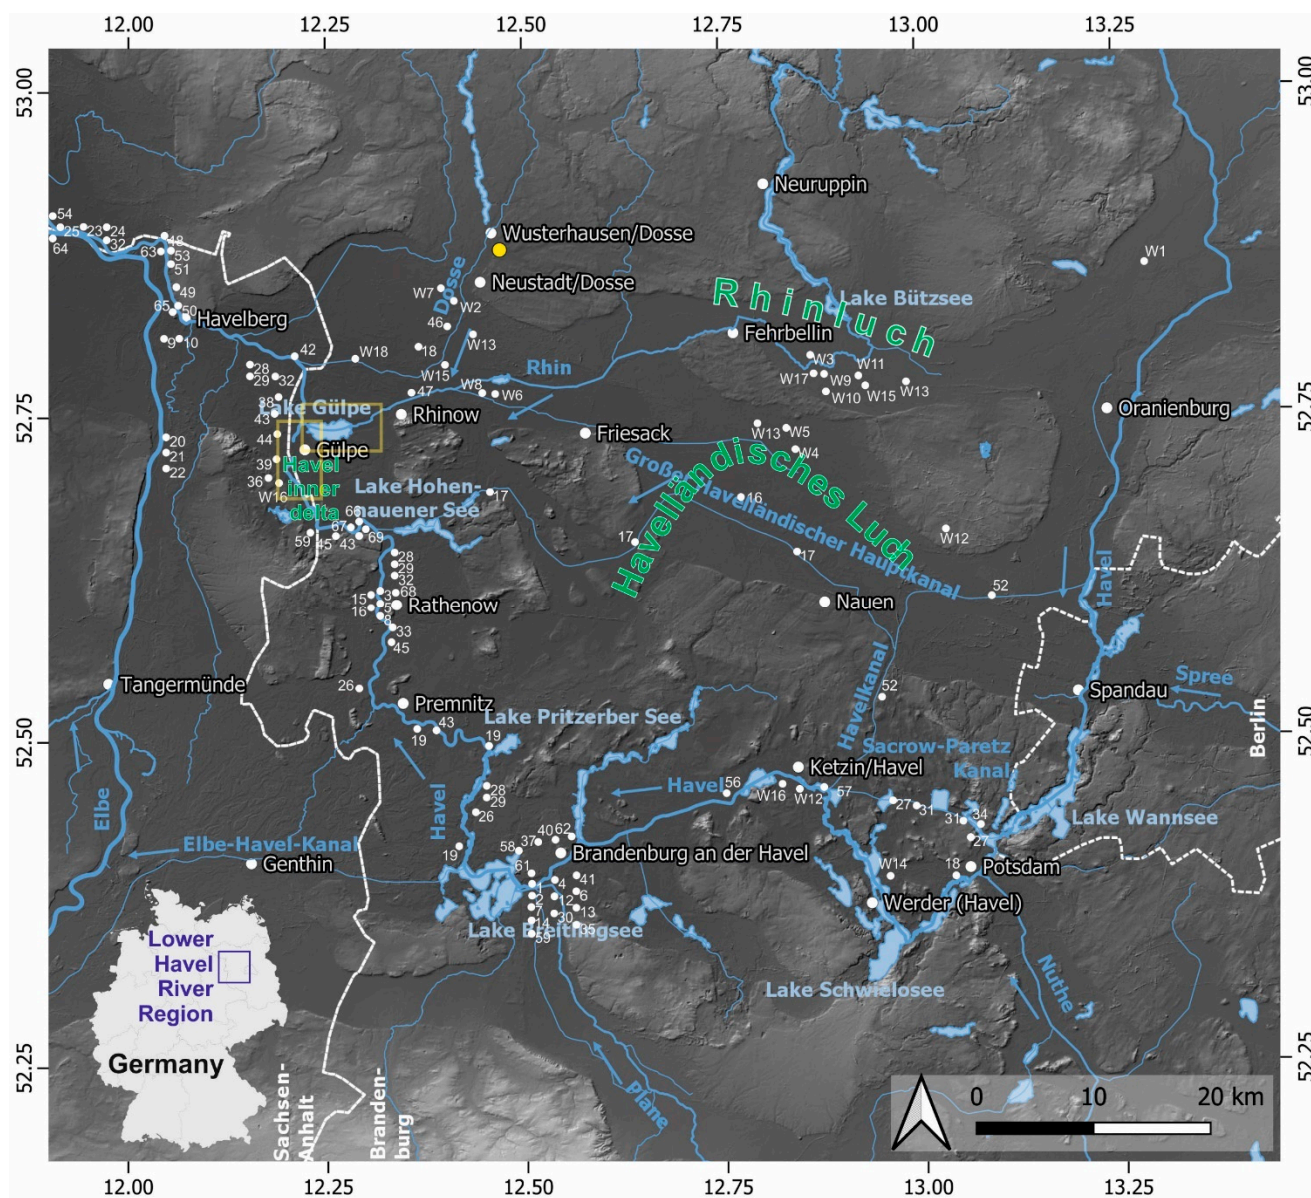 12.00
12.25
12.50
12.75
13.00
13.25
53.00
53.00
Neuruppin
54
25
23
24
64
32
48
63
53
51
Wusterhausen/Dosse
W1
49
W7
Dosse
Neustadt/Dosse
W2
Rhinluch
Lake Bützsee
65
50
Havelberg
46
W13
Fehrbellin
9
10
42
W18
18
W15
Rhin
W3
W11
28
29
32
W8
W6
W17
W9
W10
W15
W13
38
47
52.75
Lake Gülpe
43
Rhinow
Oranienburg
52.75
20
44
Gülpe
Friesack
W13
W5
21
W4
22
39
Havel
inner
delta
36
W16
Lake Hohen-
nauener See
17
Großer Havelländischer Hauptkanal
Havelländisches Luch
16
W12
66
67
59
45
43
69
17
17
Havel
28
29
32
52
15
3
68
16
5
Rathenow
8
Nauen
33
45
Tangermünde
26
Premnitz
Havelkanal
52
Spandau
Spree
Berlin
43
19
Lake Pritzerber See
19
52.50
52.50
Sacrow-Paretz
Kanal
Elbe
Ketzin/Havel
28
29
Havel
56
W16
W12
57
27
31
26
Havel
31
34
Lake Wannsee
27
Elbe-Havel-Kanal
19
58
37
40
62
Genthin
Brandenburg an der Havel
61
W14
18
Potsdam
1
4
41
2
12
6
7
13
Werder (Havel)
14
30
35
59
Lake Breitlingsee
Lower
Havel
River
Region
Lake Schwielosee
Nuthe
Germany
52.25
52.25
Plane
Sachsen-
Anhalt
Branden-
burg
0
10
20 km
12.00
12.25
12.50
12.75
13.00
13.25